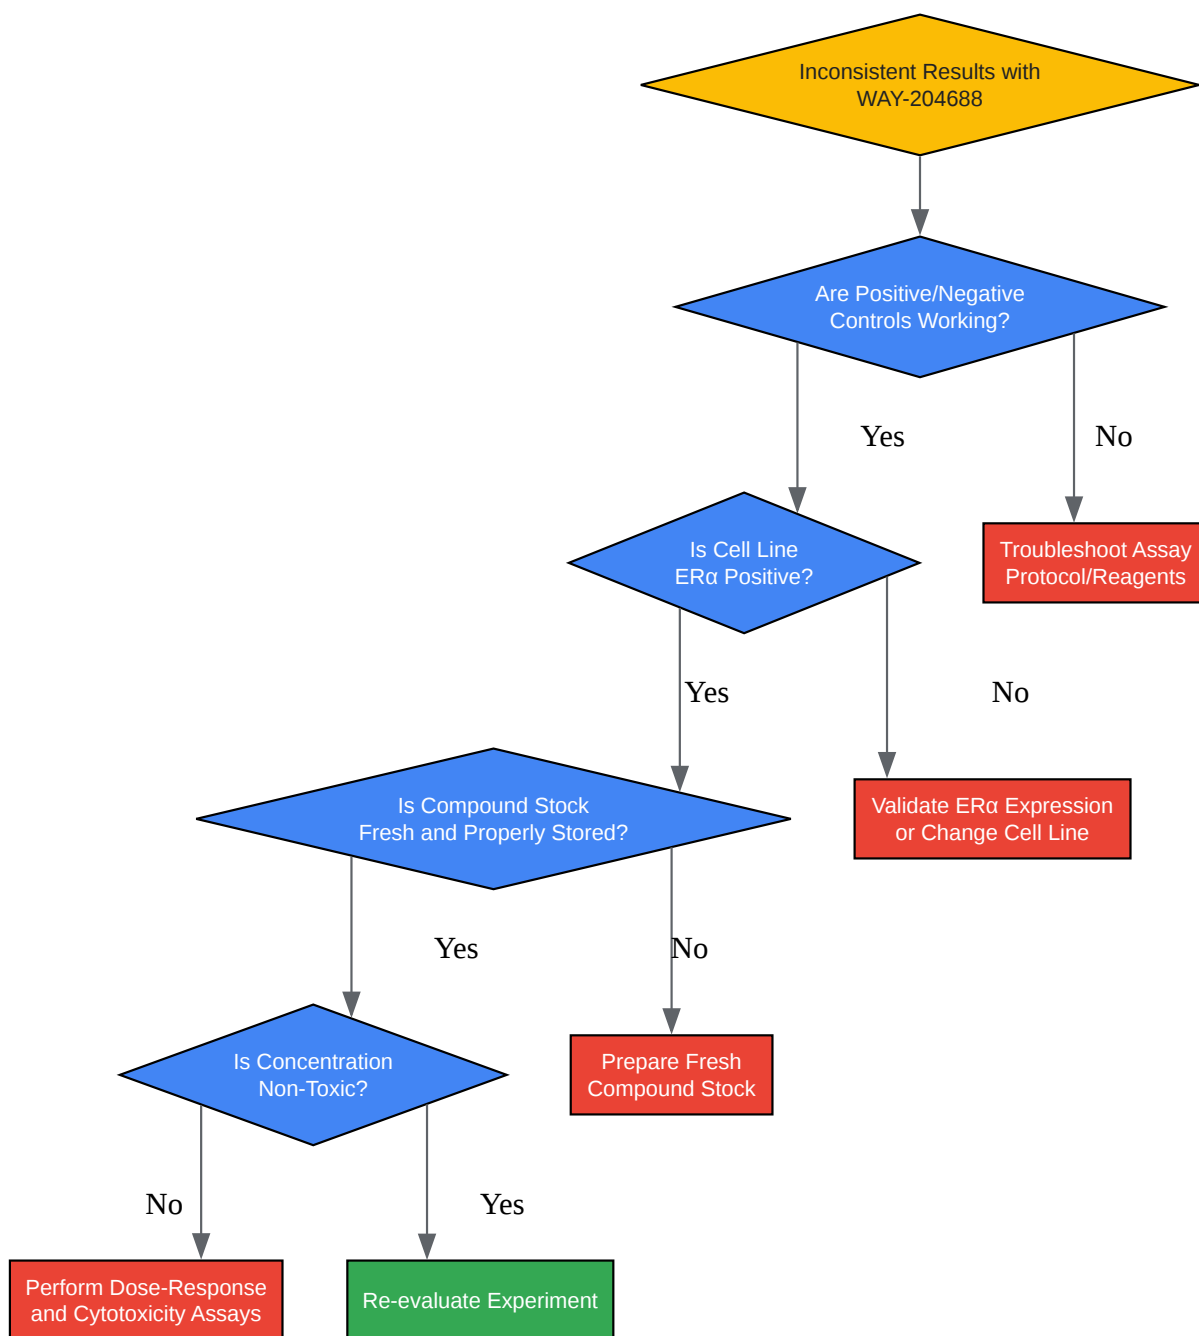 Inconsistent Results with
WAY-204688
Are Positive/Negative
Controls Working?
Yes
No
Is Cell Line
ERα Positive?
Troubleshoot Assay
Protocol/Reagents
Yes
No
Is Compound Stock
Fresh and Properly Stored?
Validate ERα Expression
or Change Cell Line
Yes
No
Is Concentration
Non-Toxic?
Prepare Fresh
Compound Stock
No
Yes
Perform Dose-Response
and Cytotoxicity Assays
Re-evaluate Experiment